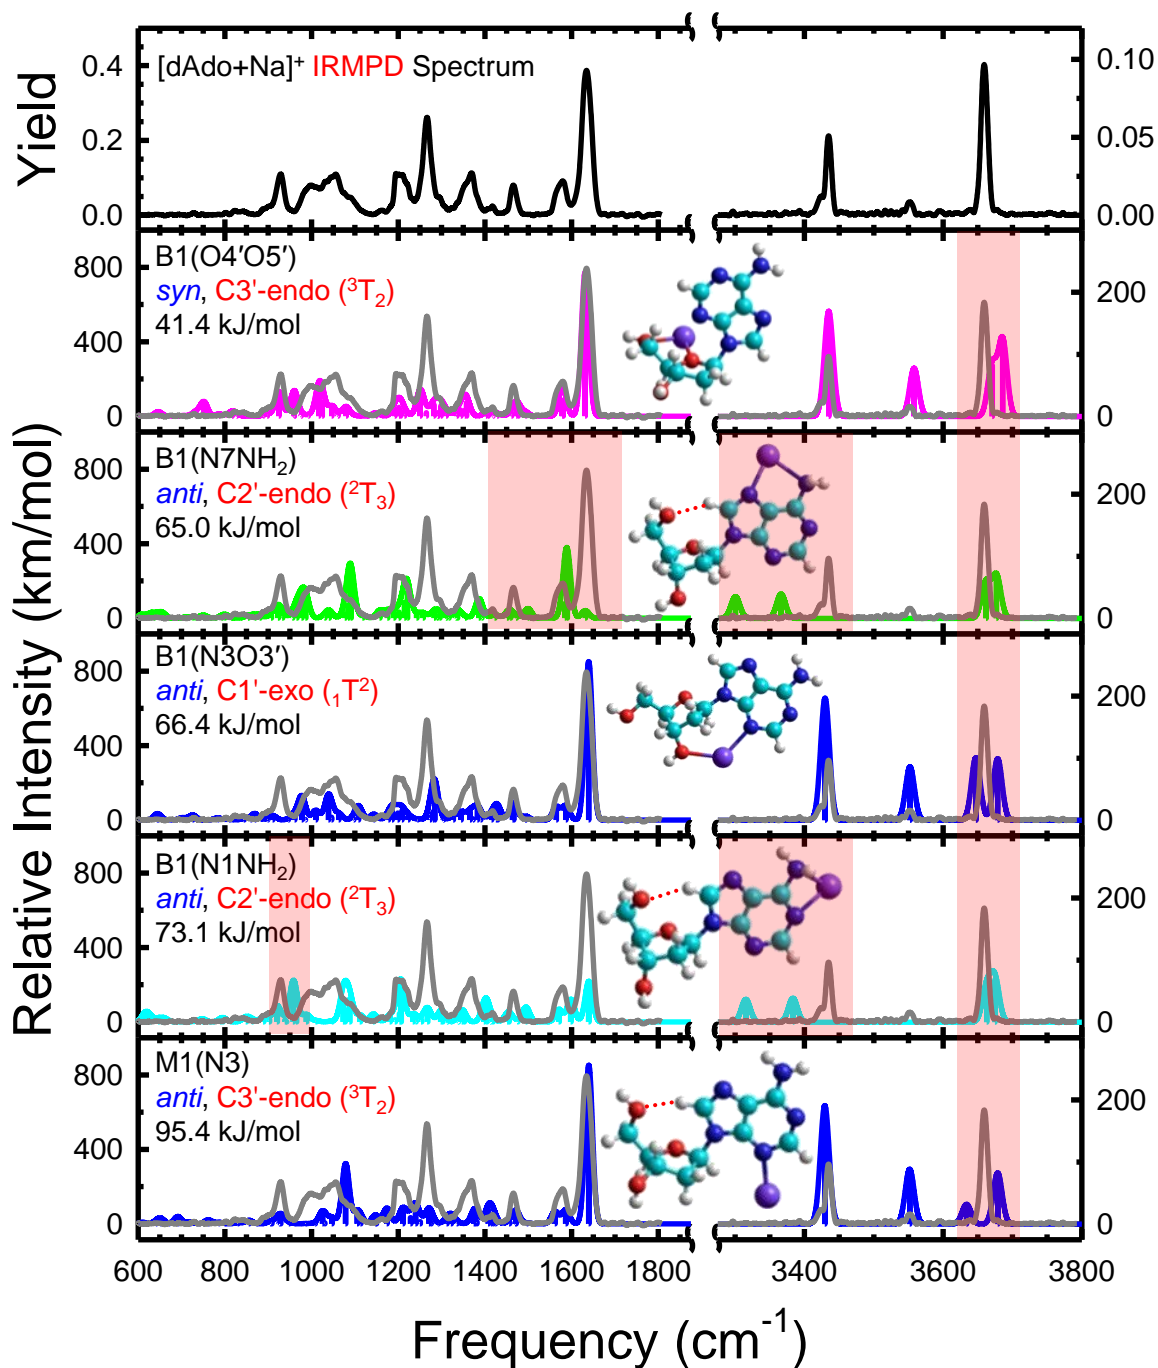 [dAdo+Na]⁺ IRMPD Spectrum
Yield
0.4
0.2
0.0
0.10
0.05
0.00
B1(O4′O5′)
syn, C3'-endo (³T₂)
41.4 kJ/mol
800
400
0
200
0
B1(N7NH₂)
anti, C2'-endo (²T₃)
65.0 kJ/mol
800
400
0
200
0
B1(N3O3′)
anti, C1'-exo (₁T²)
66.4 kJ/mol
800
400
0
200
0
B1(N1NH₂)
anti, C2'-endo (²T₃)
73.1 kJ/mol
800
400
0
200
0
M1(N3)
anti, C3'-endo (³T₂)
95.4 kJ/mol
800
400
0
200
0
Relative Intensity (km/mol)
600 800 1000 1200 1400 1600 1800 3400 3600 3800
Frequency (cm⁻¹)